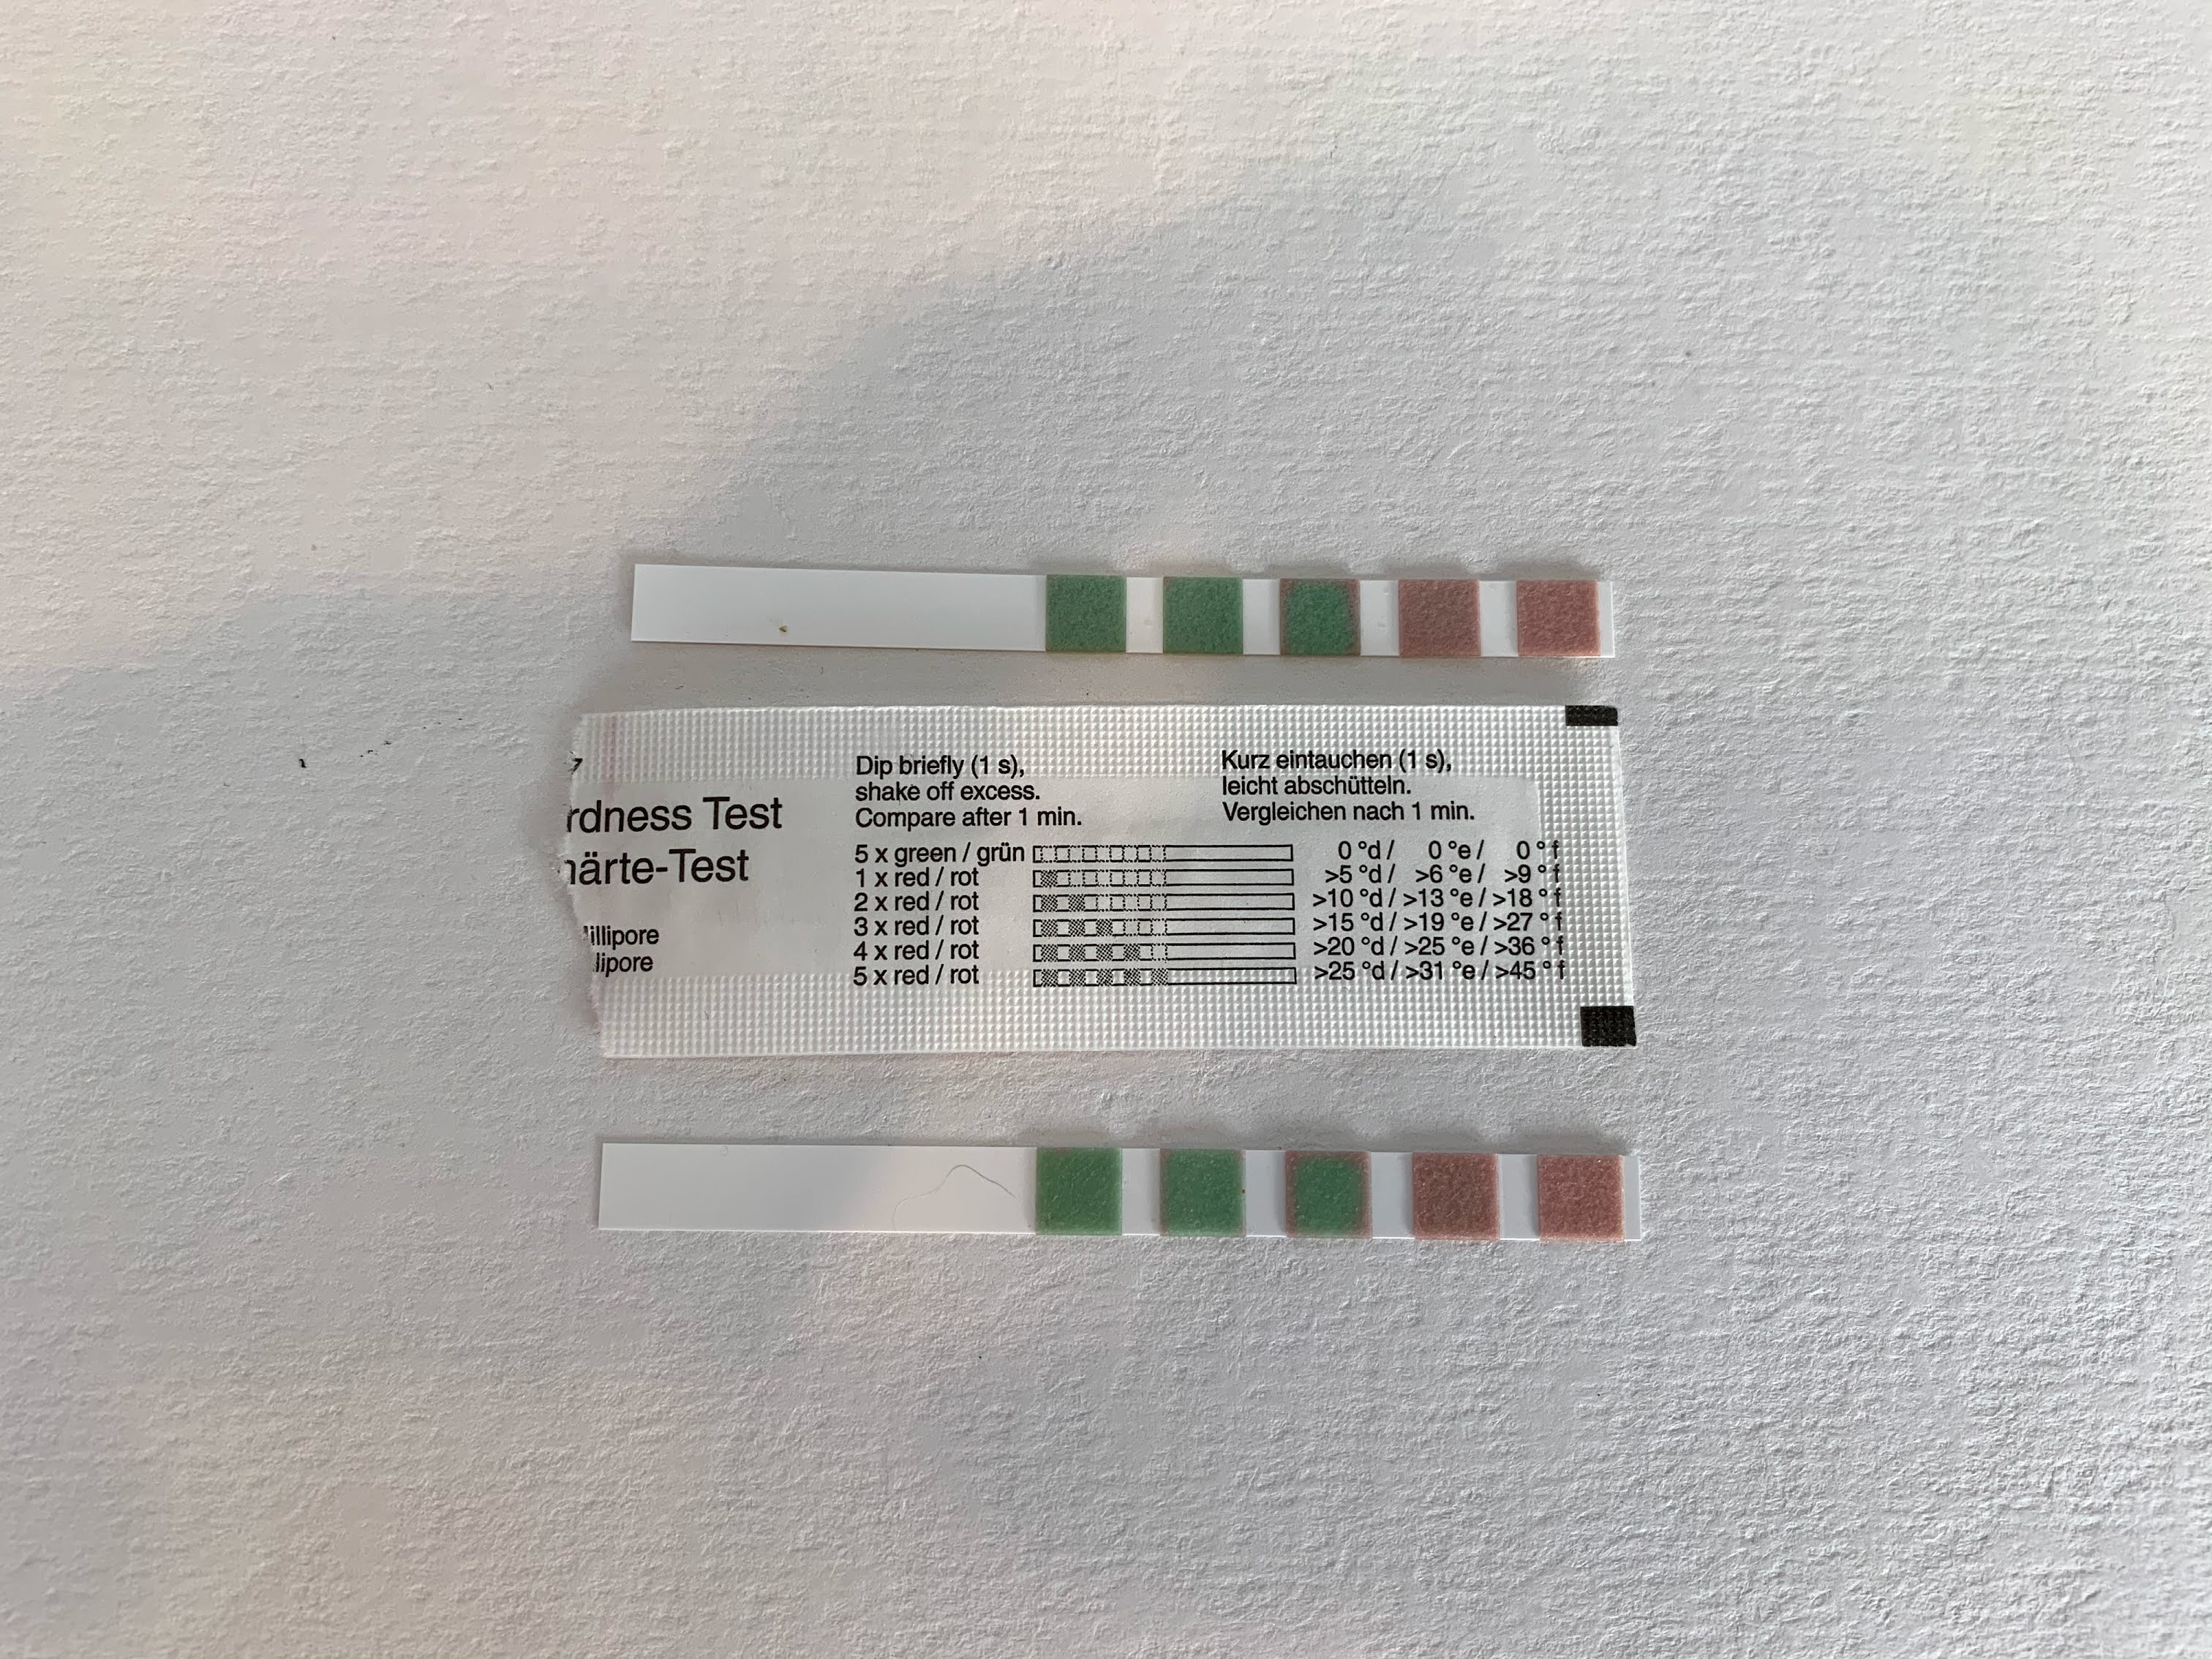 rdness Test
härte-Test
illipore
lipore
Dip briefly (1 s),
shake off excess.
Compare after 1 min.
Kurz eintauchen (1 s),
leicht abschütteln.
Vergleichen nach 1 min.
5 x green / grün 0 °d / 0 °e / 0 ° f
1 x red / rot >5 °d / >6 °e / >9 ° f
2 x red / rot >10 °d / >13 °e / >18 ° f
3 x red / rot >15 °d / >19 °e / >27 ° f
4 x red / rot >20 °d / >25 °e / >36 ° f
5 x red / rot >25 °d / >31 °e / >45 ° f